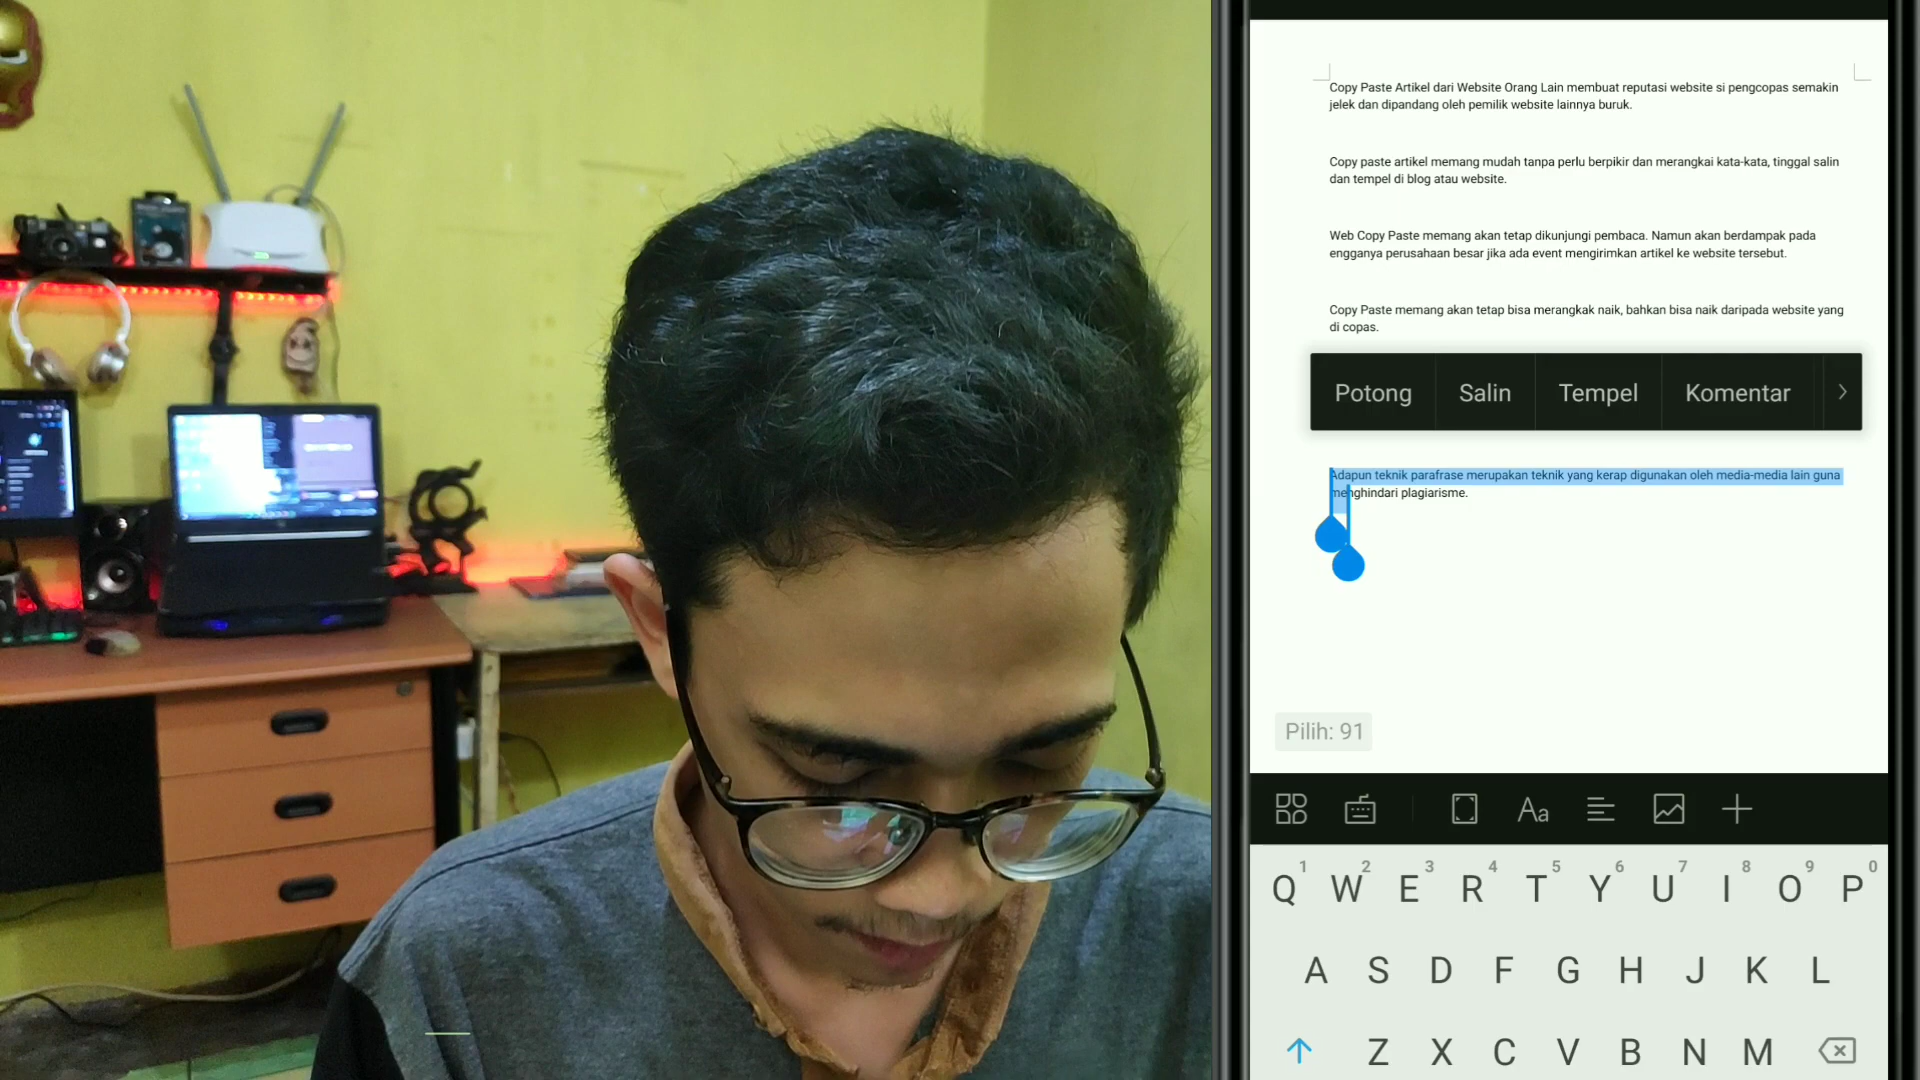 Copy Paste Artikel dari Website Orang Lain membuat reputasi website si pengcopas semakin
jelek dan dipandang oleh pemilik website lainnya buruk.
Copy paste artikel memang mudah tanpa perlu berpikir dan merangkai kata-kata, tinggal salin
dan tempel di blog atau website.
Web Copy Paste memang akan tetap dikunjungi pembaca. Namun akan berdampak pada
engganya perusahaan besar jika ada event mengirimkan artikel ke website tersebut.
Copy Paste memang akan tetap bisa merangkak naik, bahkan bisa naik daripada website yang
di copas.
Potong Salin Tempel Komentar
Adapun teknik parafrase merupakan teknik yang kerap digunakan oleh media-media lain guna
menghindari plagiarisme.
Pilih: 91
Aa
1 2 3 4 5 6 7 8 9 0
Q W E R T Y U I O P
A S D F G H J K L
Z X C V B N M